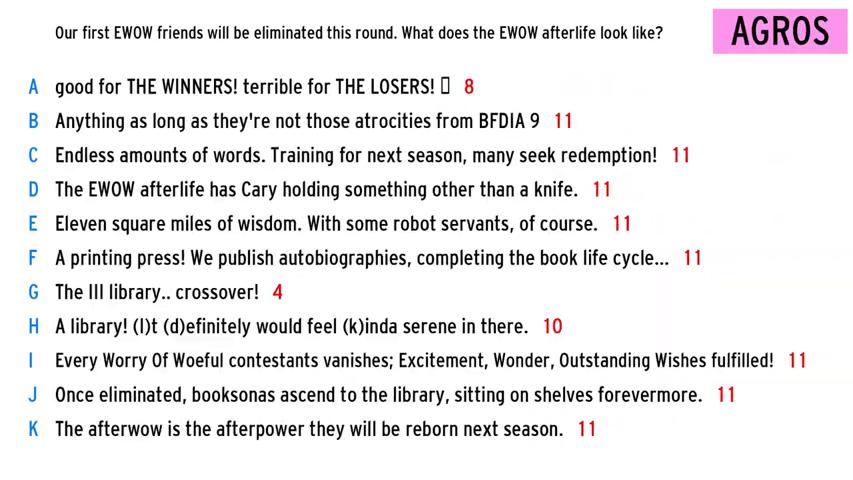 Our first EWOW friends will be eliminated this round. What does the EWOW afterlife look like?
AGROS
A good for THE WINNERS! terrible for THE LOSERS! 8
B Anything as long as they're not those atrocities from BFDIA 9 11
C Endless amounts of words. Training for next season, many seek redemption! 11
D The EWOW afterlife has Cary holding something other than a knife. 11
E Eleven square miles of wisdom. With some robot servants, of course. 11
F A printing press! We publish autobiographies, completing the book life cycle... 11
G The III library.. crossover! 4
H A library! (I)t (d)efinitely would feel (k)inda serene in there. 10
I Every Worry Of Woeful contestants vanishes; Excitement, Wonder, Outstanding Wishes fulfilled! 11
J Once eliminated, booksonas ascend to the library, sitting on shelves forevermore. 11
K The afterwow is the afterpower they will be reborn next season. 11